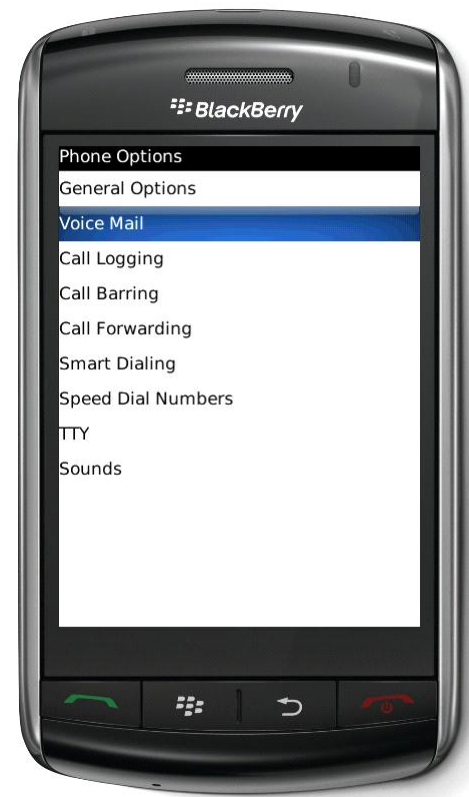 BlackBerry
Phone Options
General Options
Voice Mail
Call Logging
Call Barring
Call Forwarding
Smart Dialing
Speed Dial Numbers
TTY
Sounds